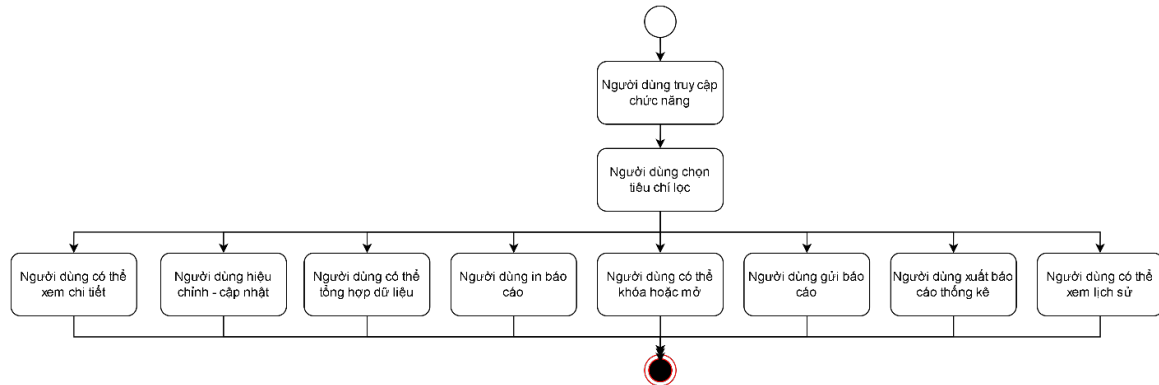 Người dùng truy cập
chức năng
Người dùng chọn
tiêu chí lọc
Người dùng có thể
xem chi tiết
Người dùng hiệu
chỉnh - cập nhật
Người dùng có thể
tổng hợp dữ liệu
Người dùng in báo
cáo
Người dùng có thể
khóa hoặc mở
Người dùng gửi báo
cáo
Người dùng xuất báo
cáo thống kê
Người dùng có thể
xem lịch sử